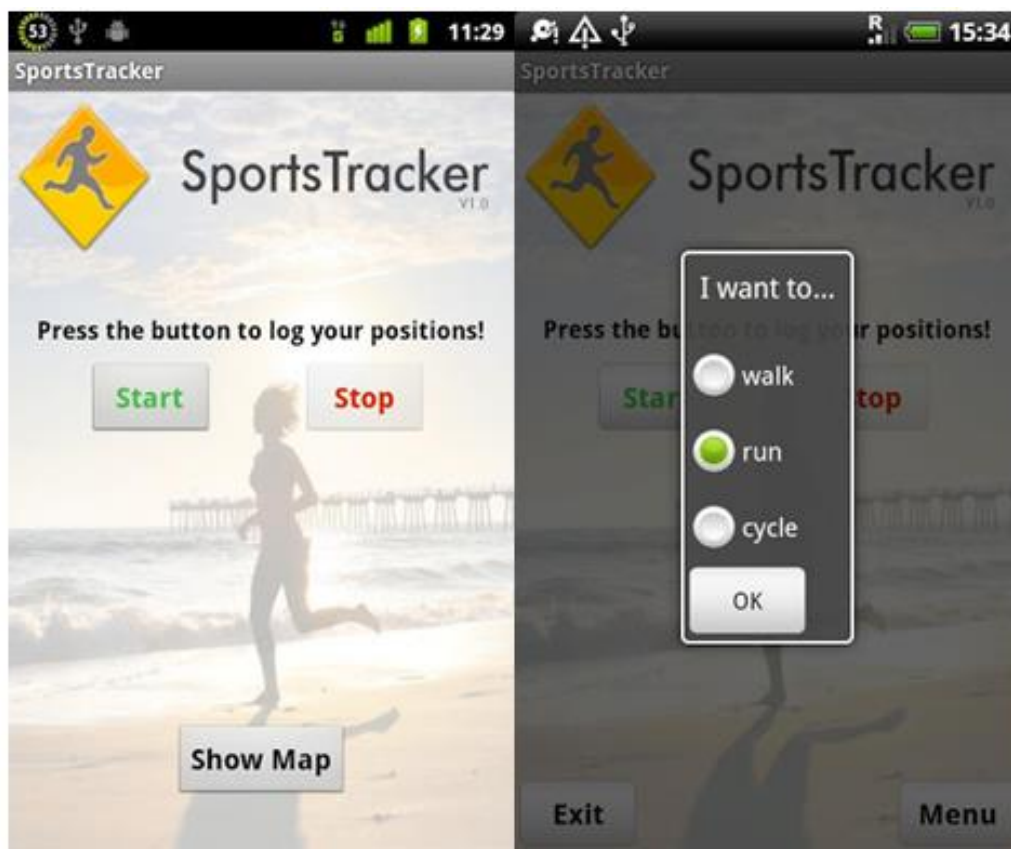 53
11:29
SportsTracker
SportsTracker
V1.0
Press the button to log your positions!
Start
Stop
Show Map
R
15:34
SportsTracker
SportsTracker
V1.0
I want to...
Press the bu to log r positions!
walk
Star
top
run
cycle
OK
Exit
Menu